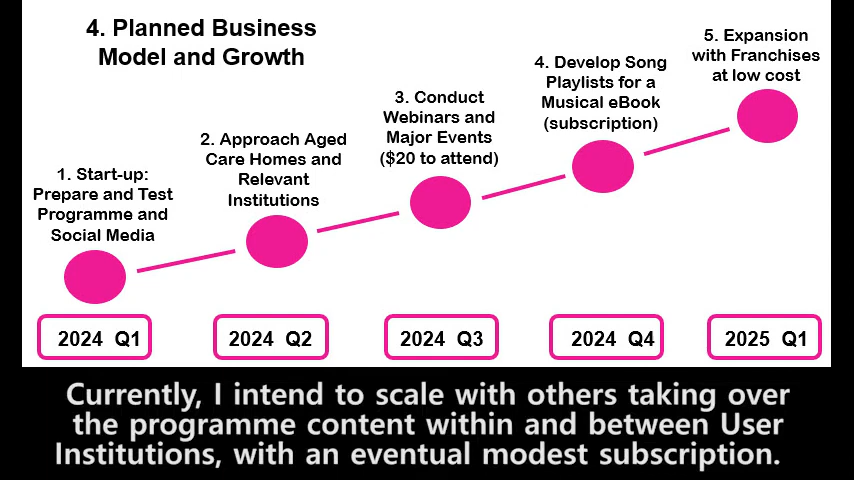 4. Planned Business
Model and Growth
1. Start-up:
Prepare and Test
Programme and
Social Media
2. Approach Aged
Care Homes and
Relevant
Institutions
3. Conduct
Webinars and
Major Events
($20 to attend)
4. Develop Song
Playlists for a
Musical eBook
(subscription)
5. Expansion
with Franchises
at low cost
2024 Q1
2024 Q2
2024 Q3
2024 Q4
2025 Q1
Currently, I intend to scale with others taking over
the programme content within and between User
Institutions, with an eventual modest subscription.